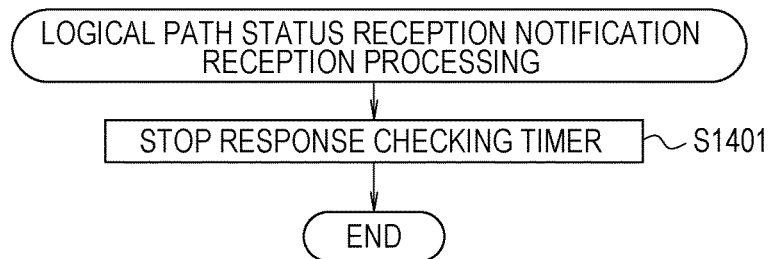 LOGICAL PATH STATUS RECEPTION NOTIFICATION
RECEPTION PROCESSING
STOP RESPONSE CHECKING TIMER
S1401
END